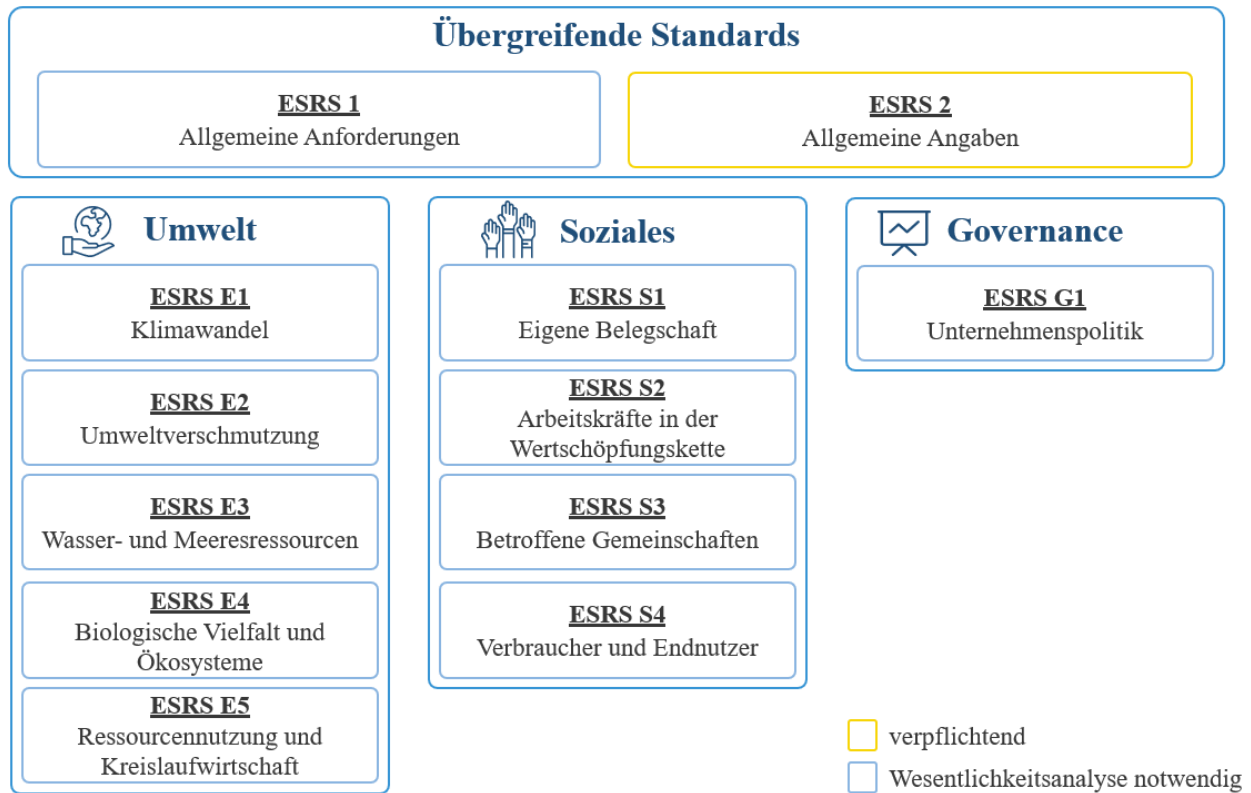 Übergreifende Standards
ESRS 1
Allgemeine Anforderungen
ESRS 2
Allgemeine Angaben
Umwelt
ESRS E1
Klimawandel
ESRS E2
Umweltverschmutzung
ESRS E3
Wasser- und Meeresressourcen
ESRS E4
Biologische Vielfalt und
Ökosysteme
ESRS E5
Ressourcennutzung und
Kreislaufwirtschaft
Soziales
ESRS S1
Eigene Belegschaft
ESRS S2
Arbeitskräfte in der
Wertschöpfungskette
ESRS S3
Betroffene Gemeinschaften
ESRS S4
Verbraucher und Endnutzer
Governance
ESRS G1
Unternehmenspolitik
verpflichtend
Wesentlichkeitsanalyse notwendig